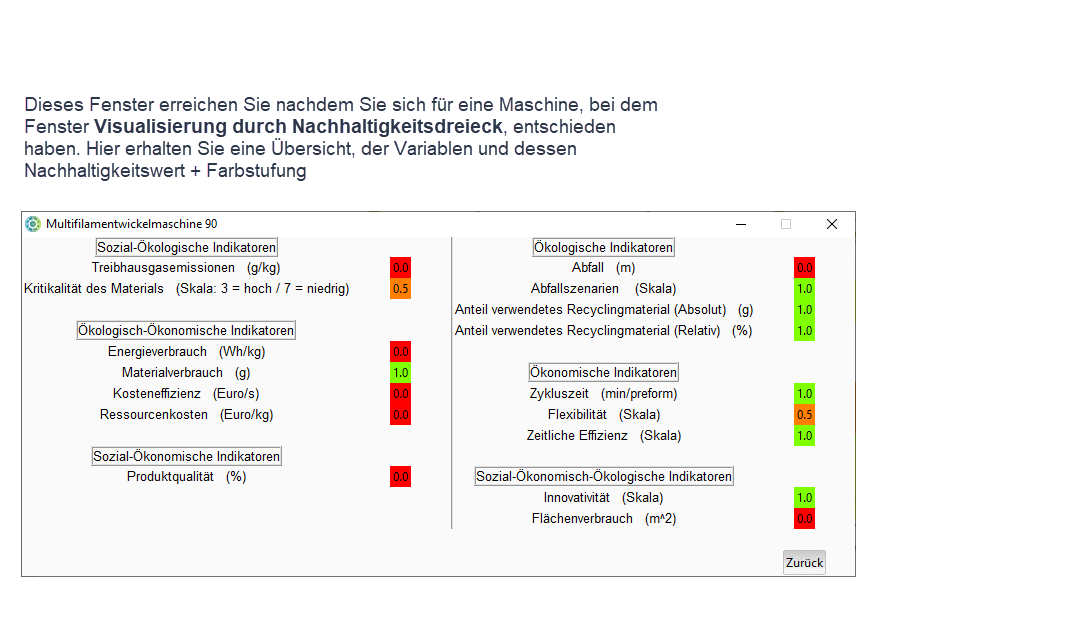 Dieses Fenster erreichen Sie nachdem Sie sich für eine Maschine, bei dem
Fenster Visualisierung durch Nachhaltigkeitsdreieck, entschieden
haben. Hier erhalten Sie eine Übersicht, der Variablen und dessen
Nachhaltigkeitswert + Farbstufung
Multifilamentwickelmaschine 90
Sozial-Ökologische Indikatoren
Treibhausgasemissionen (g/kg) 0.0
Kritikalität des Materials (Skala: 3 = hoch / 7 = niedrig) 0.5
Ökologisch-Ökonomische Indikatoren
Energieverbrauch (Wh/kg) 0.0
Materialverbrauch (g) 1.0
Kosteneffizienz (Euro/s) 0.0
Ressourcenkosten (Euro/kg) 0.0
Sozial-Ökonomische Indikatoren
Produktqualität (%) 0.0
Ökologische Indikatoren
Abfall (m) 0.0
Abfallszenarien (Skala) 1.0
Anteil verwendetes Recyclingmaterial (Absolut) (g) 1.0
Anteil verwendetes Recyclingmaterial (Relativ) (%) 1.0
Ökonomische Indikatoren
Zykluszeit (min/preform) 1.0
Flexibilität (Skala) 0.5
Zeitliche Effizienz (Skala) 1.0
Sozial-Ökonomisch-Ökologische Indikatoren
Innovativität (Skala) 1.0
Flächenverbrauch (m^2) 0.0
Zurück